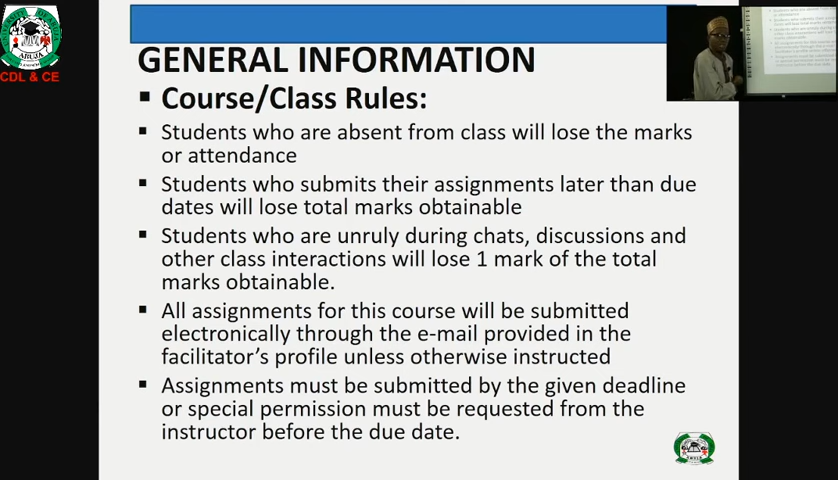 GENERAL INFORMATION
▪ Course/Class Rules:
▪ Students who are absent from class will lose the marks
or attendance
▪ Students who submits their assignments later than due
dates will lose total marks obtainable
▪ Students who are unruly during chats, discussions and
other class interactions will lose 1 mark of the total
marks obtainable.
▪ All assignments for this course will be submitted
electronically through the e-mail provided in the
facilitator’s profile unless otherwise instructed
▪ Assignments must be submitted by the given deadline
or special permission must be requested from the
instructor before the due date.
ABUJA
CDL & CE